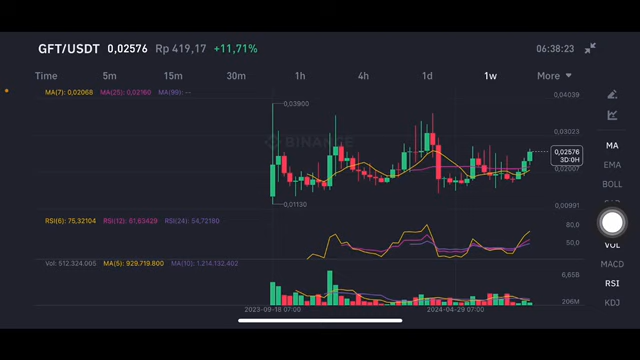 GFT/USDT 0,02576 Rp 419,17 +11,71% 06:38:23
Time 5m 15m 30m 1h 4h 1d 1w More
MA(7): 0,02068 MA(25): 0,02160 MA(99): --
0,04039
0,03900
MA
0,03023
BINANCE
0,02576
3D:0H
EMA
0,02007
BOLL
0,01130
0,00991
RSI(6): 75,32104 RSI(12): 61,63429 RSI(24): 54,72180
80,0
50,0
VOL
Vol: 512.324.065 MA(5): 929.719.800 MA(10): 1.214.132.402
MACD
6,65B
RSI
206M
KDJ
2023-09-18 07:00 2024-04-29 07:00